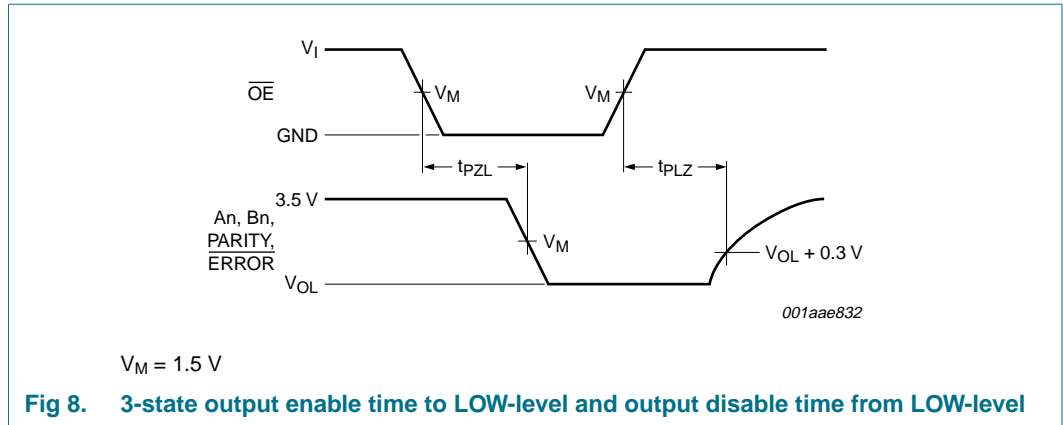 V_I
OE
V_M
V_M
GND
t_PZL
t_PLZ
3.5 V
An, Bn,
PARITY,
ERROR
V_M
V_OL + 0.3 V
V_OL
001aae832
V_M = 1.5 V
Fig 8. 3-state output enable time to LOW-level and output disable time from LOW-level